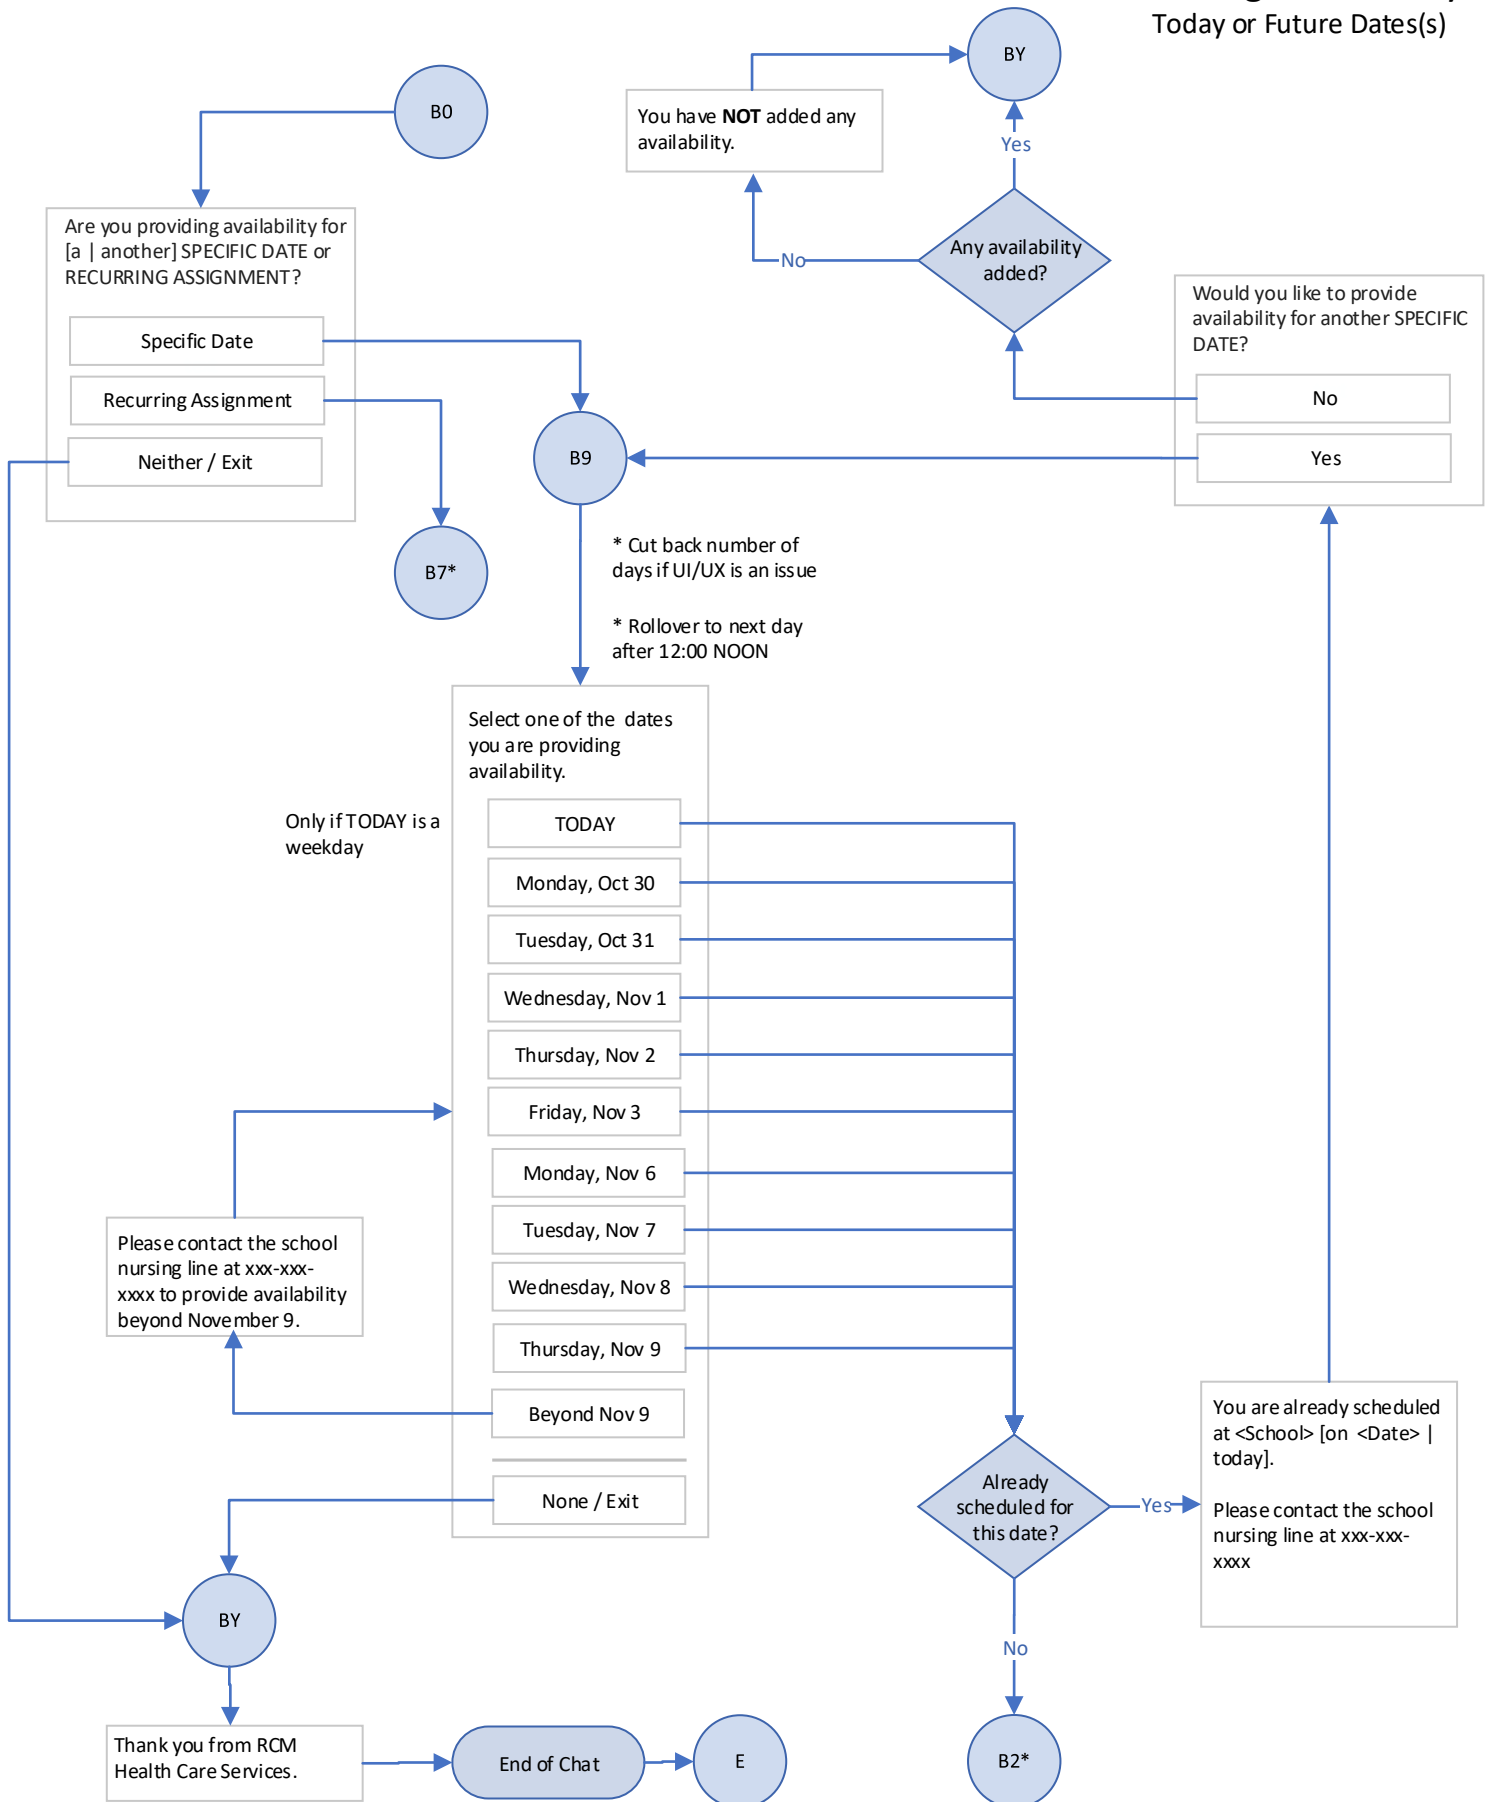 Today or Future Dates(s)
BY
B0
You have NOT added any
availability.
Yes
Are you providing availability for
[a | another] SPECIFIC DATE or
RECURRING ASSIGNMENT?
Any availability
added?
No
Would you like to provide
availability for another SPECIFIC
DATE?
Specific Date
Recurring Assignment
No
Neither / Exit
B9
Yes
* Cut back number of
days if UI/UX is an issue
B7*
* Rollover to next day
after 12:00 NOON
Select one of the dates
you are providing
availability.
Only if TODAY is a
weekday
TODAY
Monday, Oct 30
Tuesday, Oct 31
Wednesday, Nov 1
Thursday, Nov 2
Friday, Nov 3
Monday, Nov 6
Tuesday, Nov 7
Please contact the school
nursing line at xxx-xxx-
xxxx to provide availability
beyond November 9.
Wednesday, Nov 8
Thursday, Nov 9
Beyond Nov 9
You are already scheduled
at <School> [on <Date> |
today].
Please contact the school
nursing line at xxx-xxx-
xxxx
None / Exit
Already
scheduled for
this date?
Yes
BY
No
Thank you from RCM
Health Care Services.
End of Chat
E
B2*